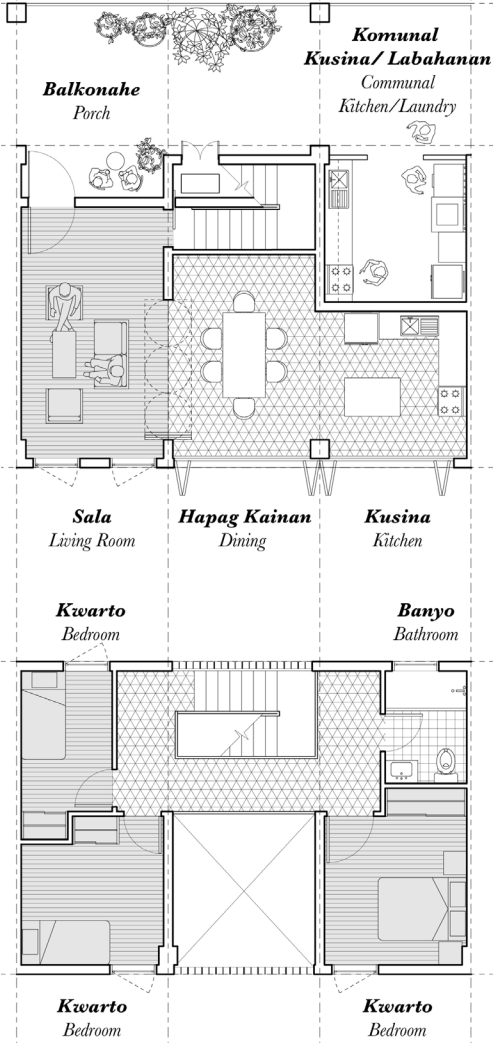 Komunal
Kusina/ Labahanan
Communal
Kitchen/Laundry
Balkonahe
Porch
Sala
Living Room
Hapag Kainan
Dining
Kusina
Kitchen
Kwarto
Bedroom
Banyo
Bathroom
Kwarto
Bedroom
Kwarto
Bedroom